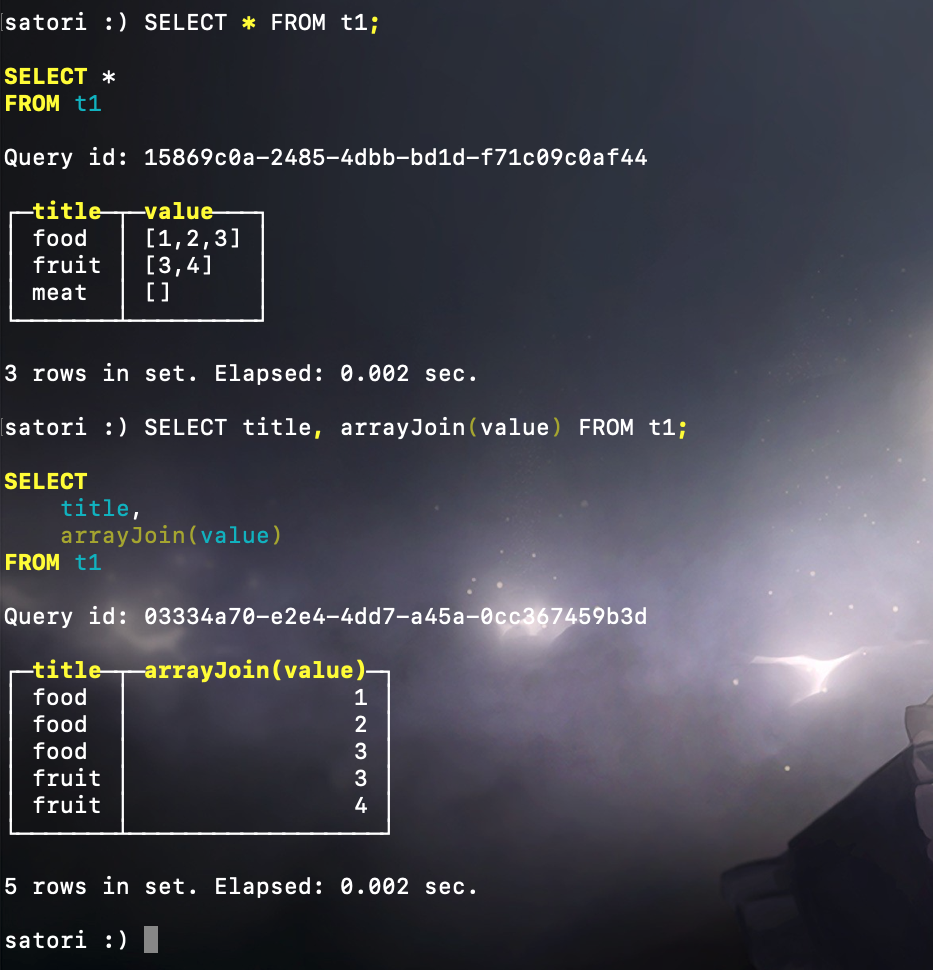 satori :) SELECT * FROM t1;
SELECT *
FROM t1
Query id: 15869c0a-2485-4dbb-bd1d-f71c09c0af44
title value
food [1,2,3]
fruit [3,4]
meat []
3 rows in set. Elapsed: 0.002 sec.
satori :) SELECT title, arrayJoin(value) FROM t1;
SELECT
title,
arrayJoin(value)
FROM t1
Query id: 03334a70-e2e4-4dd7-a45a-0cc367459b3d
title arrayJoin(value)
food 1
food 2
food 3
fruit 3
fruit 4
5 rows in set. Elapsed: 0.002 sec.
satori :)